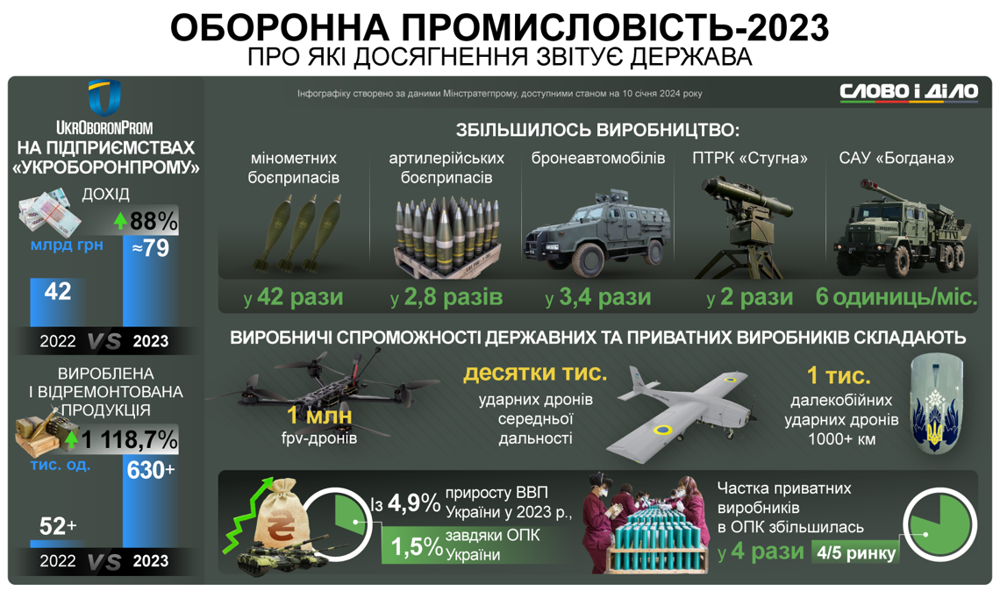 ОБОРОННА ПРОМИСЛОВІСТЬ-2023
ПРО ЯКІ ДОСЯГНЕННЯ ЗВІТУЄ ДЕРЖАВА
Інфографіку створено за даними Мінстратегпрому, доступними станом на 10 січня 2024 року
СЛОВО І ДІЛО
UKROBORONPROM
НА ПІДПРИЄМСТВАХ
«УКРОБОРОНПРОМУ»
ДОХІД
88%
млрд грн
≈79
42
2022 VS 2023
ВИРОБЛЕНА
І ВІДРЕМОНТОВАНА
ПРОДУКЦІЯ
1 118,7%
тис. од.
630+
52+
2022 VS 2023
ЗБІЛЬШИЛОСЬ ВИРОБНИЦТВО:
мінометних
боєприпасів
у 42 рази
артилерійських
боєприпасів
у 2,8 разів
бронеавтомобілів
у 3,4 рази
ПТРК «Стугна»
у 2 рази
САУ «Богдана»
6 одиниць/міс.
ВИРОБНИЧІ СПРОМОЖНОСТІ ДЕРЖАВНИХ ТА ПРИВАТНИХ ВИРОБНИКІВ СКЛАДАЮТЬ
1 млн
fpv-дронів
десятки тис.
ударних дронів
середньої
дальності
1 тис.
далекобійних
ударних дронів
1000+ км
Із 4,9% приросту ВВП
України у 2023 р.,
1,5% завдяки ОПК
України
Частка приватних
виробників
в ОПК збільшилась
у 4 рази 4/5 ринку